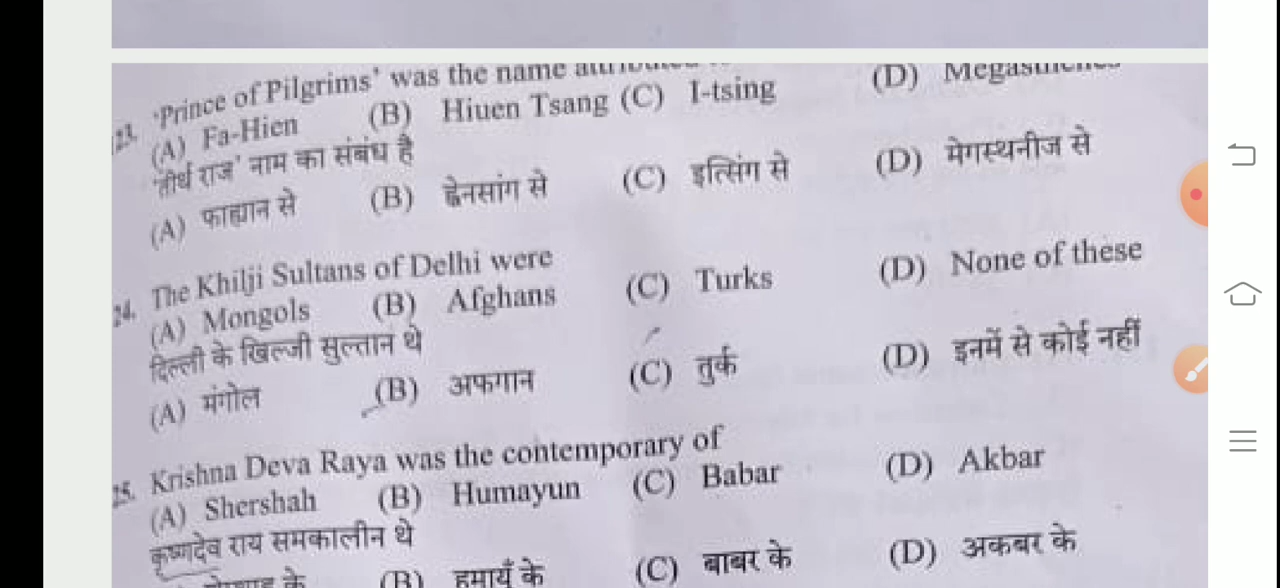 23. 'Prince of Pilgrims' was the name
(A) Fa-Hien (B) Hiuen Tsang (C) I-tsing (D) Megasthenes
'तीर्थ राज' नाम का संबंध है
(A) फाह्यान से (B) ह्वेनसांग से (C) इत्सिंग से (D) मेगस्थनीज से
24. The Khilji Sultans of Delhi were
(A) Mongols (B) Afghans (C) Turks (D) None of these
दिल्ली के खिल्जी सुल्तान थे
(A) मंगोल (B) अफगान (C) तुर्क (D) इनमें से कोई नहीं
25. Krishna Deva Raya was the contemporary of
(A) Shershah (B) Humayun (C) Babar (D) Akbar
कृष्णदेव राय समकालीन थे
के (B) हुमायूँ के (C) बाबर के (D) अकबर के